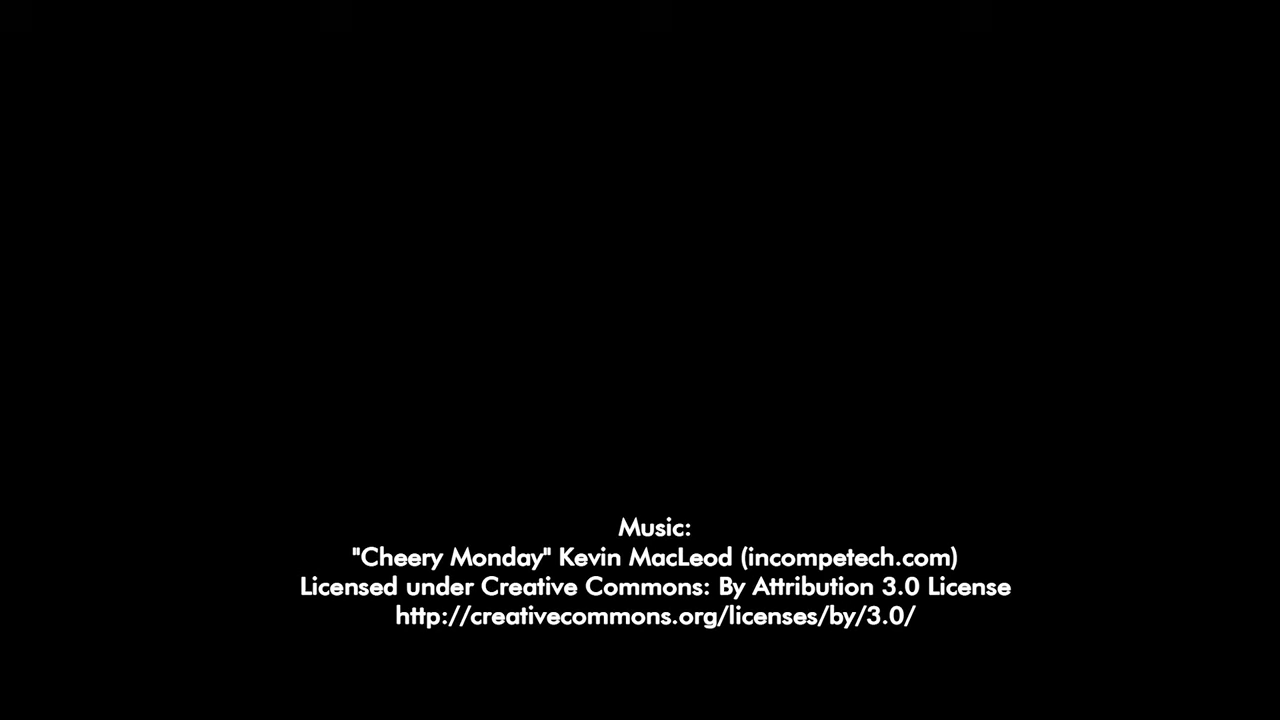 Music:
"Cheery Monday" Kevin MacLeod (incompetech.com)
Licensed under Creative Commons: By Attribution 3.0 License
http://creativecommons.org/licenses/by/3.0/